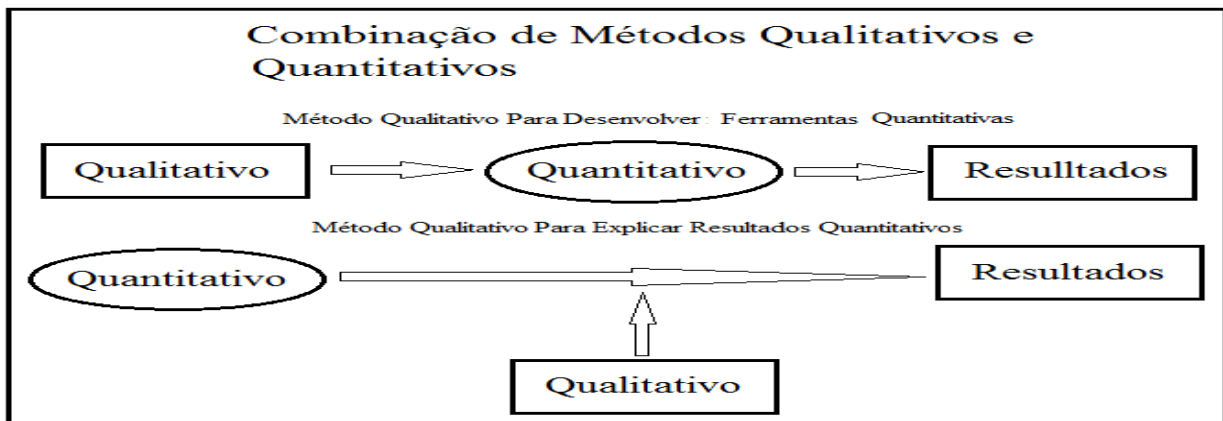 Combinação de Métodos Qualitativos e
Quantitativos
Método Qualitativo Para Desenvolver : Ferramentas Quantitativas
Qualitativo Quantitativo Resulltados
Método Qualitativo Para Explicar Resultados Quantitativos
Quantitativo Resultados
Qualitativo